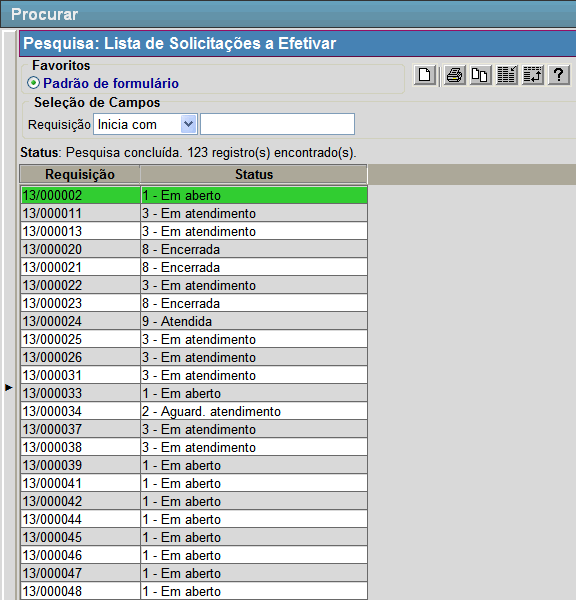 Procurar
Pesquisa: Lista de Solicitações a Efetivar
Favoritos
Padrão de formulário
?
Seleção de Campos
Requisição Inicia com
Status: Pesquisa concluída. 123 registro(s) encontrado(s).
Requisição Status
13/000002 1 - Em aberto
13/000011 3 - Em atendimento
13/000013 3 - Em atendimento
13/000020 8 - Encerrada
13/000021 8 - Encerrada
13/000022 3 - Em atendimento
13/000023 8 - Encerrada
13/000024 9 - Atendida
13/000025 3 - Em atendimento
13/000026 3 - Em atendimento
13/000031 3 - Em atendimento
13/000033 1 - Em aberto
13/000034 2 - Aguard. atendimento
13/000037 3 - Em atendimento
13/000038 3 - Em atendimento
13/000039 1 - Em aberto
13/000041 1 - Em aberto
13/000042 1 - Em aberto
13/000044 1 - Em aberto
13/000045 1 - Em aberto
13/000046 1 - Em aberto
13/000047 1 - Em aberto
13/000048 1 - Em aberto